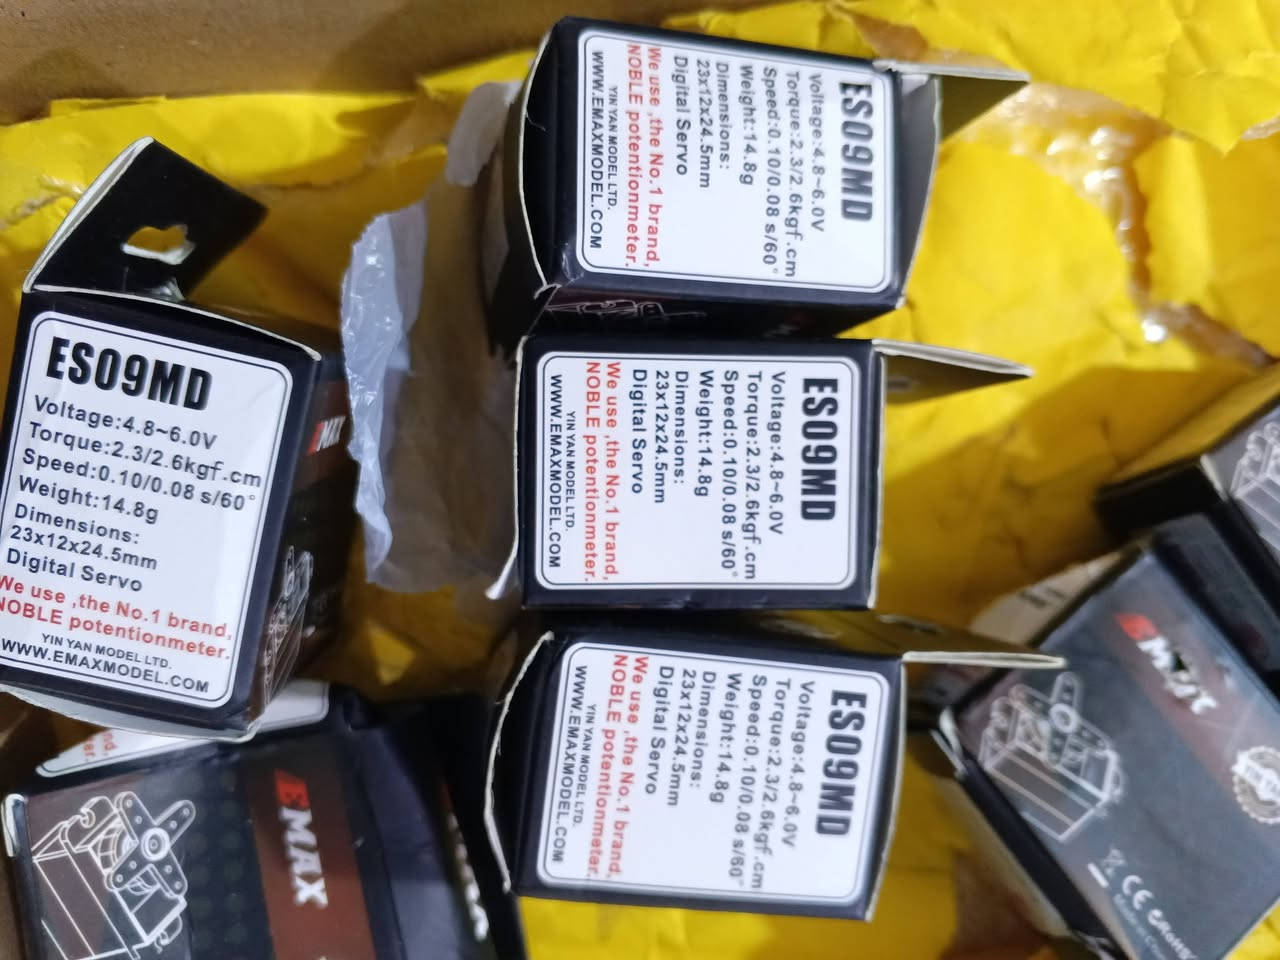 ES09MD
Voltage:4.8~6.0V
Torque:2.3/2.6kgf.cm
Speed:0.10/0.08 s/60°
Weight:14.8g
Dimensions:
23x12x24.5mm
Digital Servo
We use ,the No.1 brand,
NOBLE potentionmeter.
YIN YAN MODEL LTD.
WWW.EMAXMODEL.COM
ES09MD
Voltage:4.8~6.0V
Torque:2.3/2.6kgf.cm
Speed:0.10/0.08 s/60°
Weight:14.8g
Dimensions:
23x12x24.5mm
Digital Servo
We use ,the No.1 brand,
NOBLE potentionmeter.
YIN YAN MODEL LTD.
WWW.EMAXMODEL.COM
ES09MD
Voltage:4.8~6.0V
Torque:2.3/2.6kgf.cm
Speed:0.10/0.08 s/60°
Weight:14.8g
Dimensions:
23x12x24.5mm
Digital Servo
We use ,the No.1 brand,
NOBLE potentionmeter.
YIN YAN MODEL LTD.
WWW.EMAXMODEL.COM
ES09MD
Voltage:4.8~6.0V
Torque:2.3/2.6kgf.cm
Speed:0.10/0.08 s/60°
Weight:14.8g
Dimensions:
23x12x24.5mm
Digital Servo
We use ,the No.1 brand,
NOBLE potentionmeter.
YIN YAN MODEL LTD.
WWW.EMAXMODEL.COM
EMAX
EMAX
CE RoHS